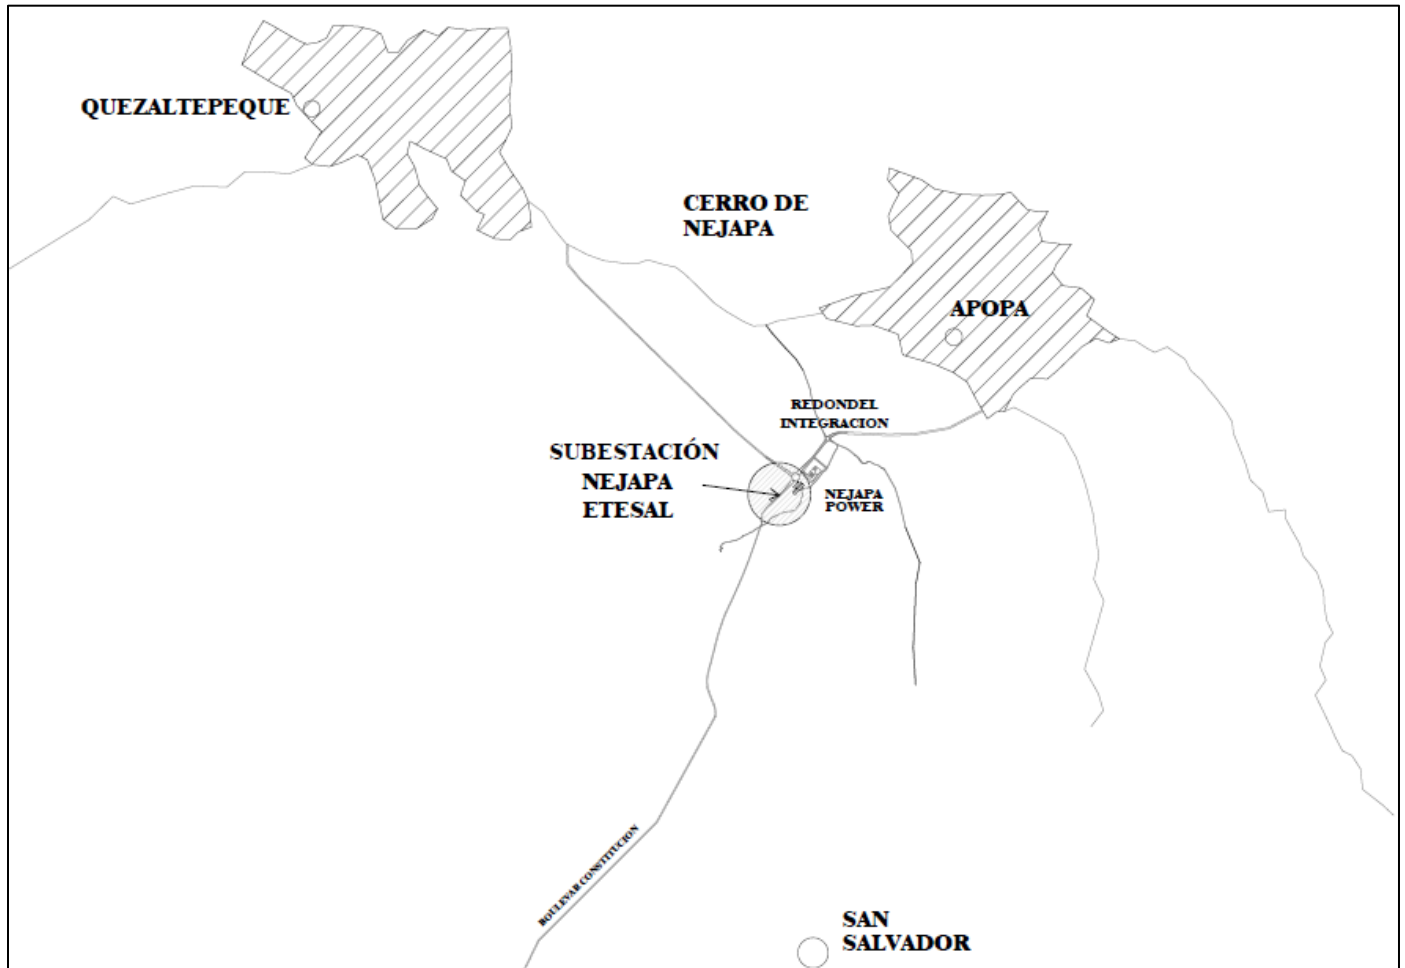 QUEZALTEPEQUE
CERRO DE
NEJAPA
APOPA
REDONDEL
INTEGRACION
SUBESTACIÓN
NEJAPA
ETESAL
NEJAPA
POWER
BOULEVAR CONSTITUCION
SAN
SALVADOR